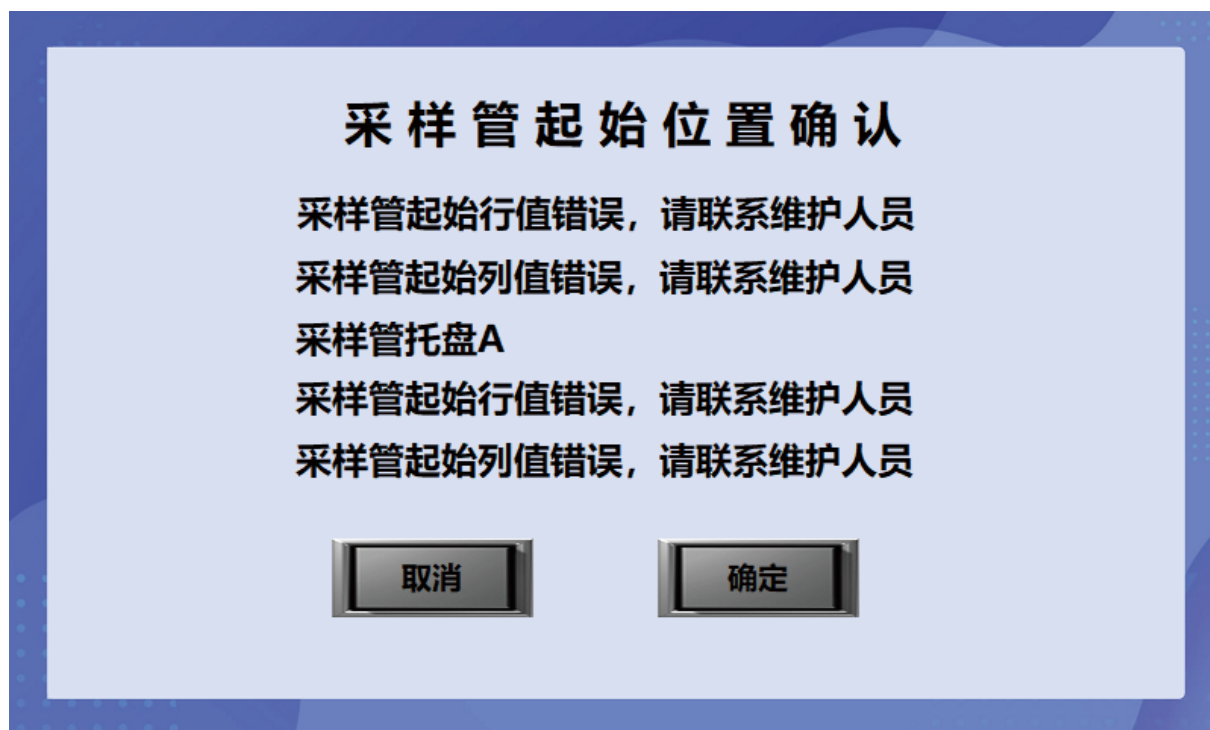 采样管起始位置确认
采样管起始行值错误，请联系维护人员
采样管起始列值错误，请联系维护人员
采样管托盘A
采样管起始行值错误，请联系维护人员
采样管起始列值错误，请联系维护人员
取消
确定